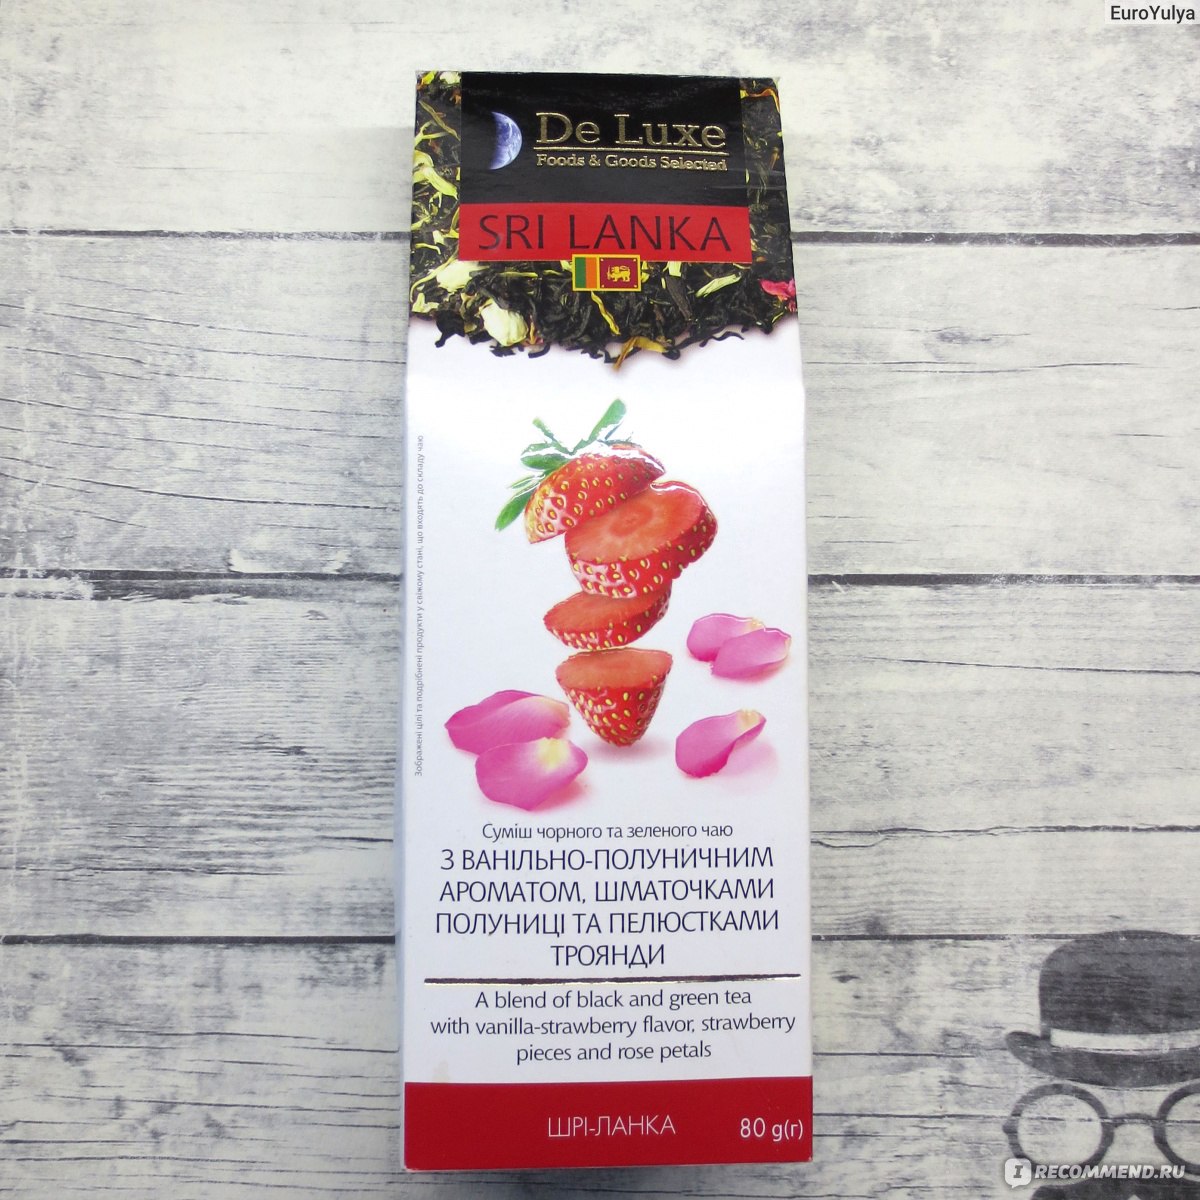 EuroYulya
De Luxe
Foods & Goods Selected
SRI LANKA
Зображені цілі та подрібнені продукти у свіжому стані, що входять до складу чаю
Суміш чорного та зеленого чаю
З ВАНІЛЬНО-ПОЛУНИЧНИМ
АРОМАТОМ, ШМАТОЧКАМИ
ПОЛУНИЦІ ТА ПЕЛЮСТКАМИ
ТРОЯНДИ
A blend of black and green tea
with vanilla-strawberry flavor, strawberry
pieces and rose petals
ШРІ-ЛАНКА
80 g(г)
I RECOMMEND.RU